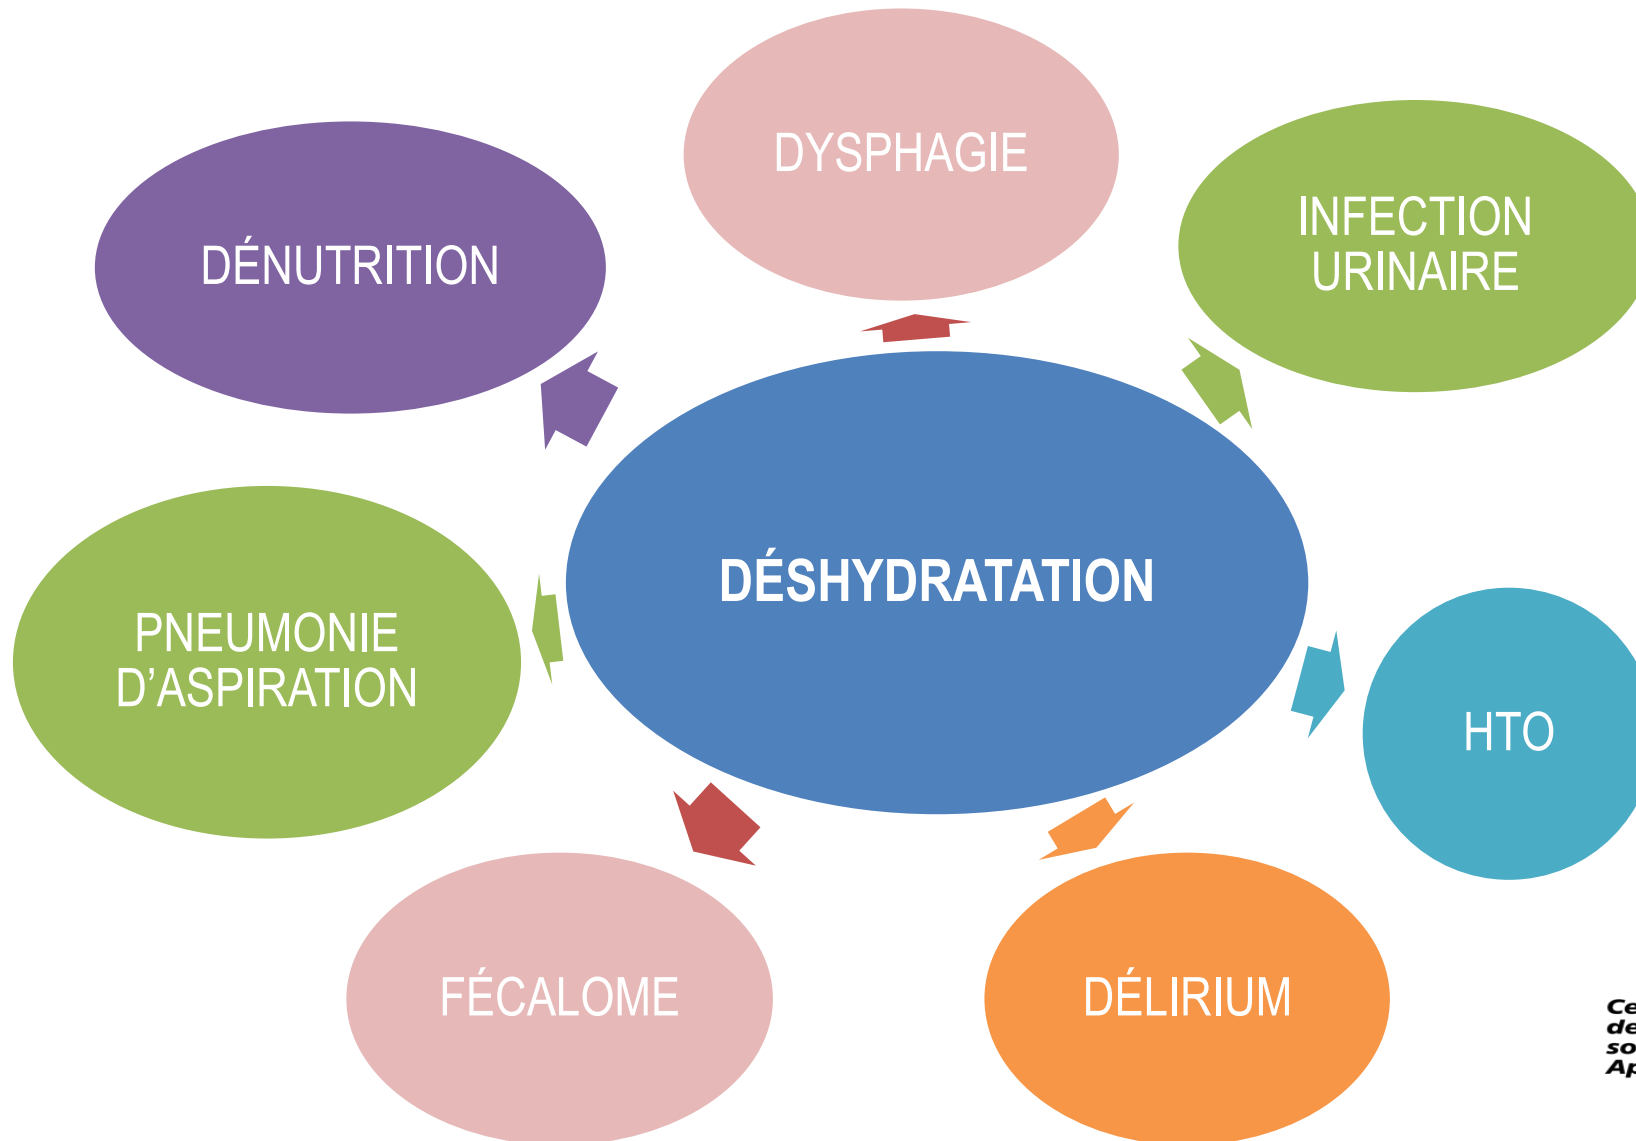 DYSPHAGIE
INFECTION
URINAIRE
DÉNUTRITION
DÉSHYDRATATION
PNEUMONIE
D’ASPIRATION
HTO
FÉCALOME
DÉLIRIUM